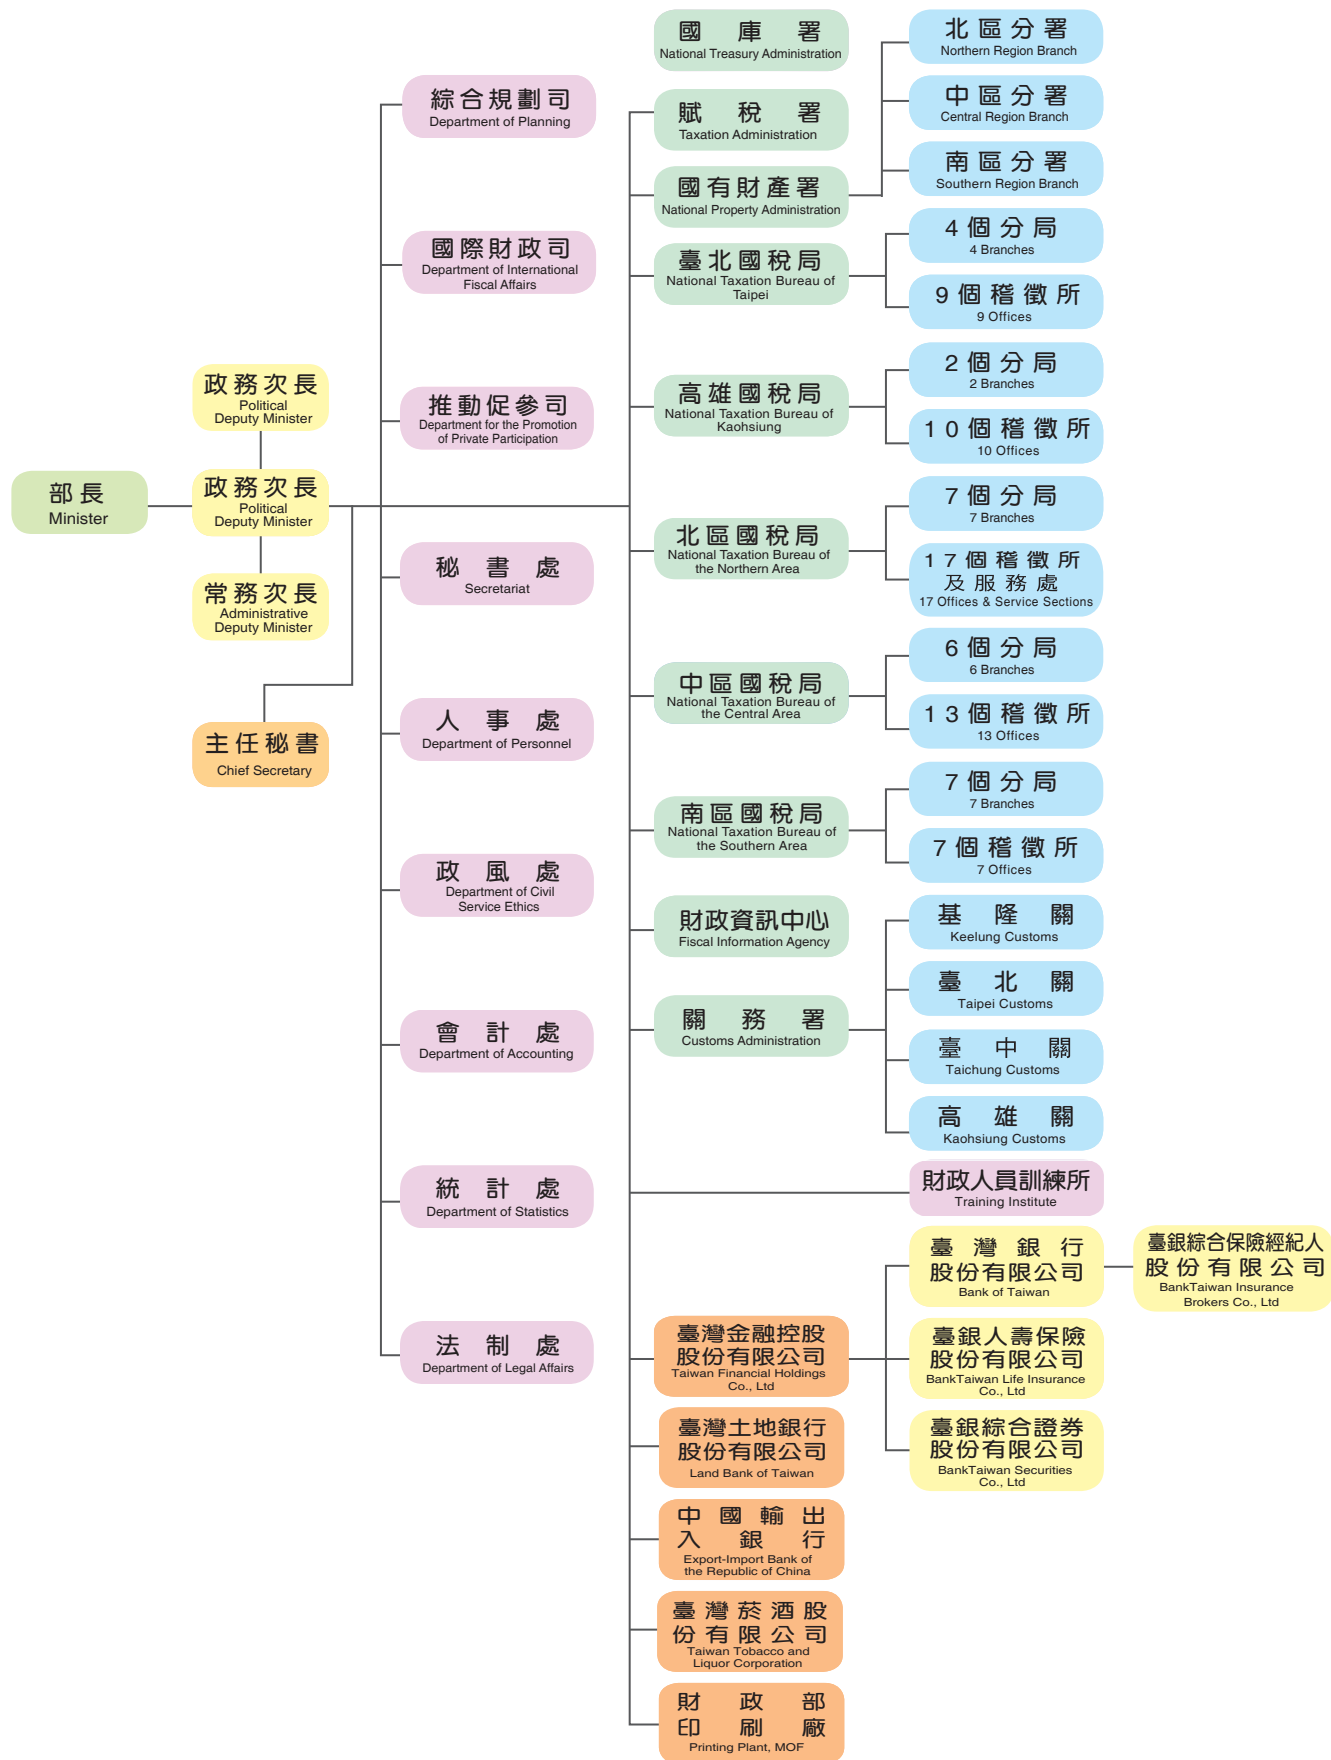 部長
Minister
政務次長
Political
Deputy Minister
政務次長
Political
Deputy Minister
常務次長
Administrative
Deputy Minister
主任秘書
Chief Secretary
綜合規劃司
Department of Planning
國際財政司
Department of International
Fiscal Affairs
推動促參司
Department for the Promotion
of Private Participation
秘書處
Secretariat
人事處
Department of Personnel
政風處
Department of Civil
Service Ethics
會計處
Department of Accounting
統計處
Department of Statistics
法制處
Department of Legal Affairs
國庫署
National Treasury Administration
賦稅署
Taxation Administration
國有財產署
National Property Administration
北區分署
Northern Region Branch
中區分署
Central Region Branch
南區分署
Southern Region Branch
臺北國稅局
National Taxation Bureau of
Taipei
4個分局
4 Branches
9個稽徵所
9 Offices
高雄國稅局
National Taxation Bureau of
Kaohsiung
2個分局
2 Branches
10個稽徵所
10 Offices
北區國稅局
National Taxation Bureau of
the Northern Area
7個分局
7 Branches
17個稽徵所
及服務處
17 Offices & Service Sections
中區國稅局
National Taxation Bureau of
the Central Area
6個分局
6 Branches
13個稽徵所
13 Offices
南區國稅局
National Taxation Bureau of
the Southern Area
7個分局
7 Branches
7個稽徵所
7 Offices
財政資訊中心
Fiscal Information Agency
關務署
Customs Administration
基隆關
Keelung Customs
臺北關
Taipei Customs
臺中關
Taichung Customs
高雄關
Kaohsiung Customs
財政人員訓練所
Training Institute
臺灣金融控股
股份有限公司
Taiwan Financial Holdings
Co., Ltd
臺灣銀行
股份有限公司
Bank of Taiwan
臺銀綜合保險經紀人
股份有限公司
BankTaiwan Insurance
Brokers Co., Ltd
臺銀人壽保險
股份有限公司
BankTaiwan Life Insurance
Co., Ltd
臺銀綜合證券
股份有限公司
BankTaiwan Securities
Co., Ltd
臺灣土地銀行
股份有限公司
Land Bank of Taiwan
中國輸出
入銀行
Export-Import Bank of
the Republic of China
臺灣菸酒股
份有限公司
Taiwan Tobacco and
Liquor Corporation
財政部
印刷廠
Printing Plant, MOF